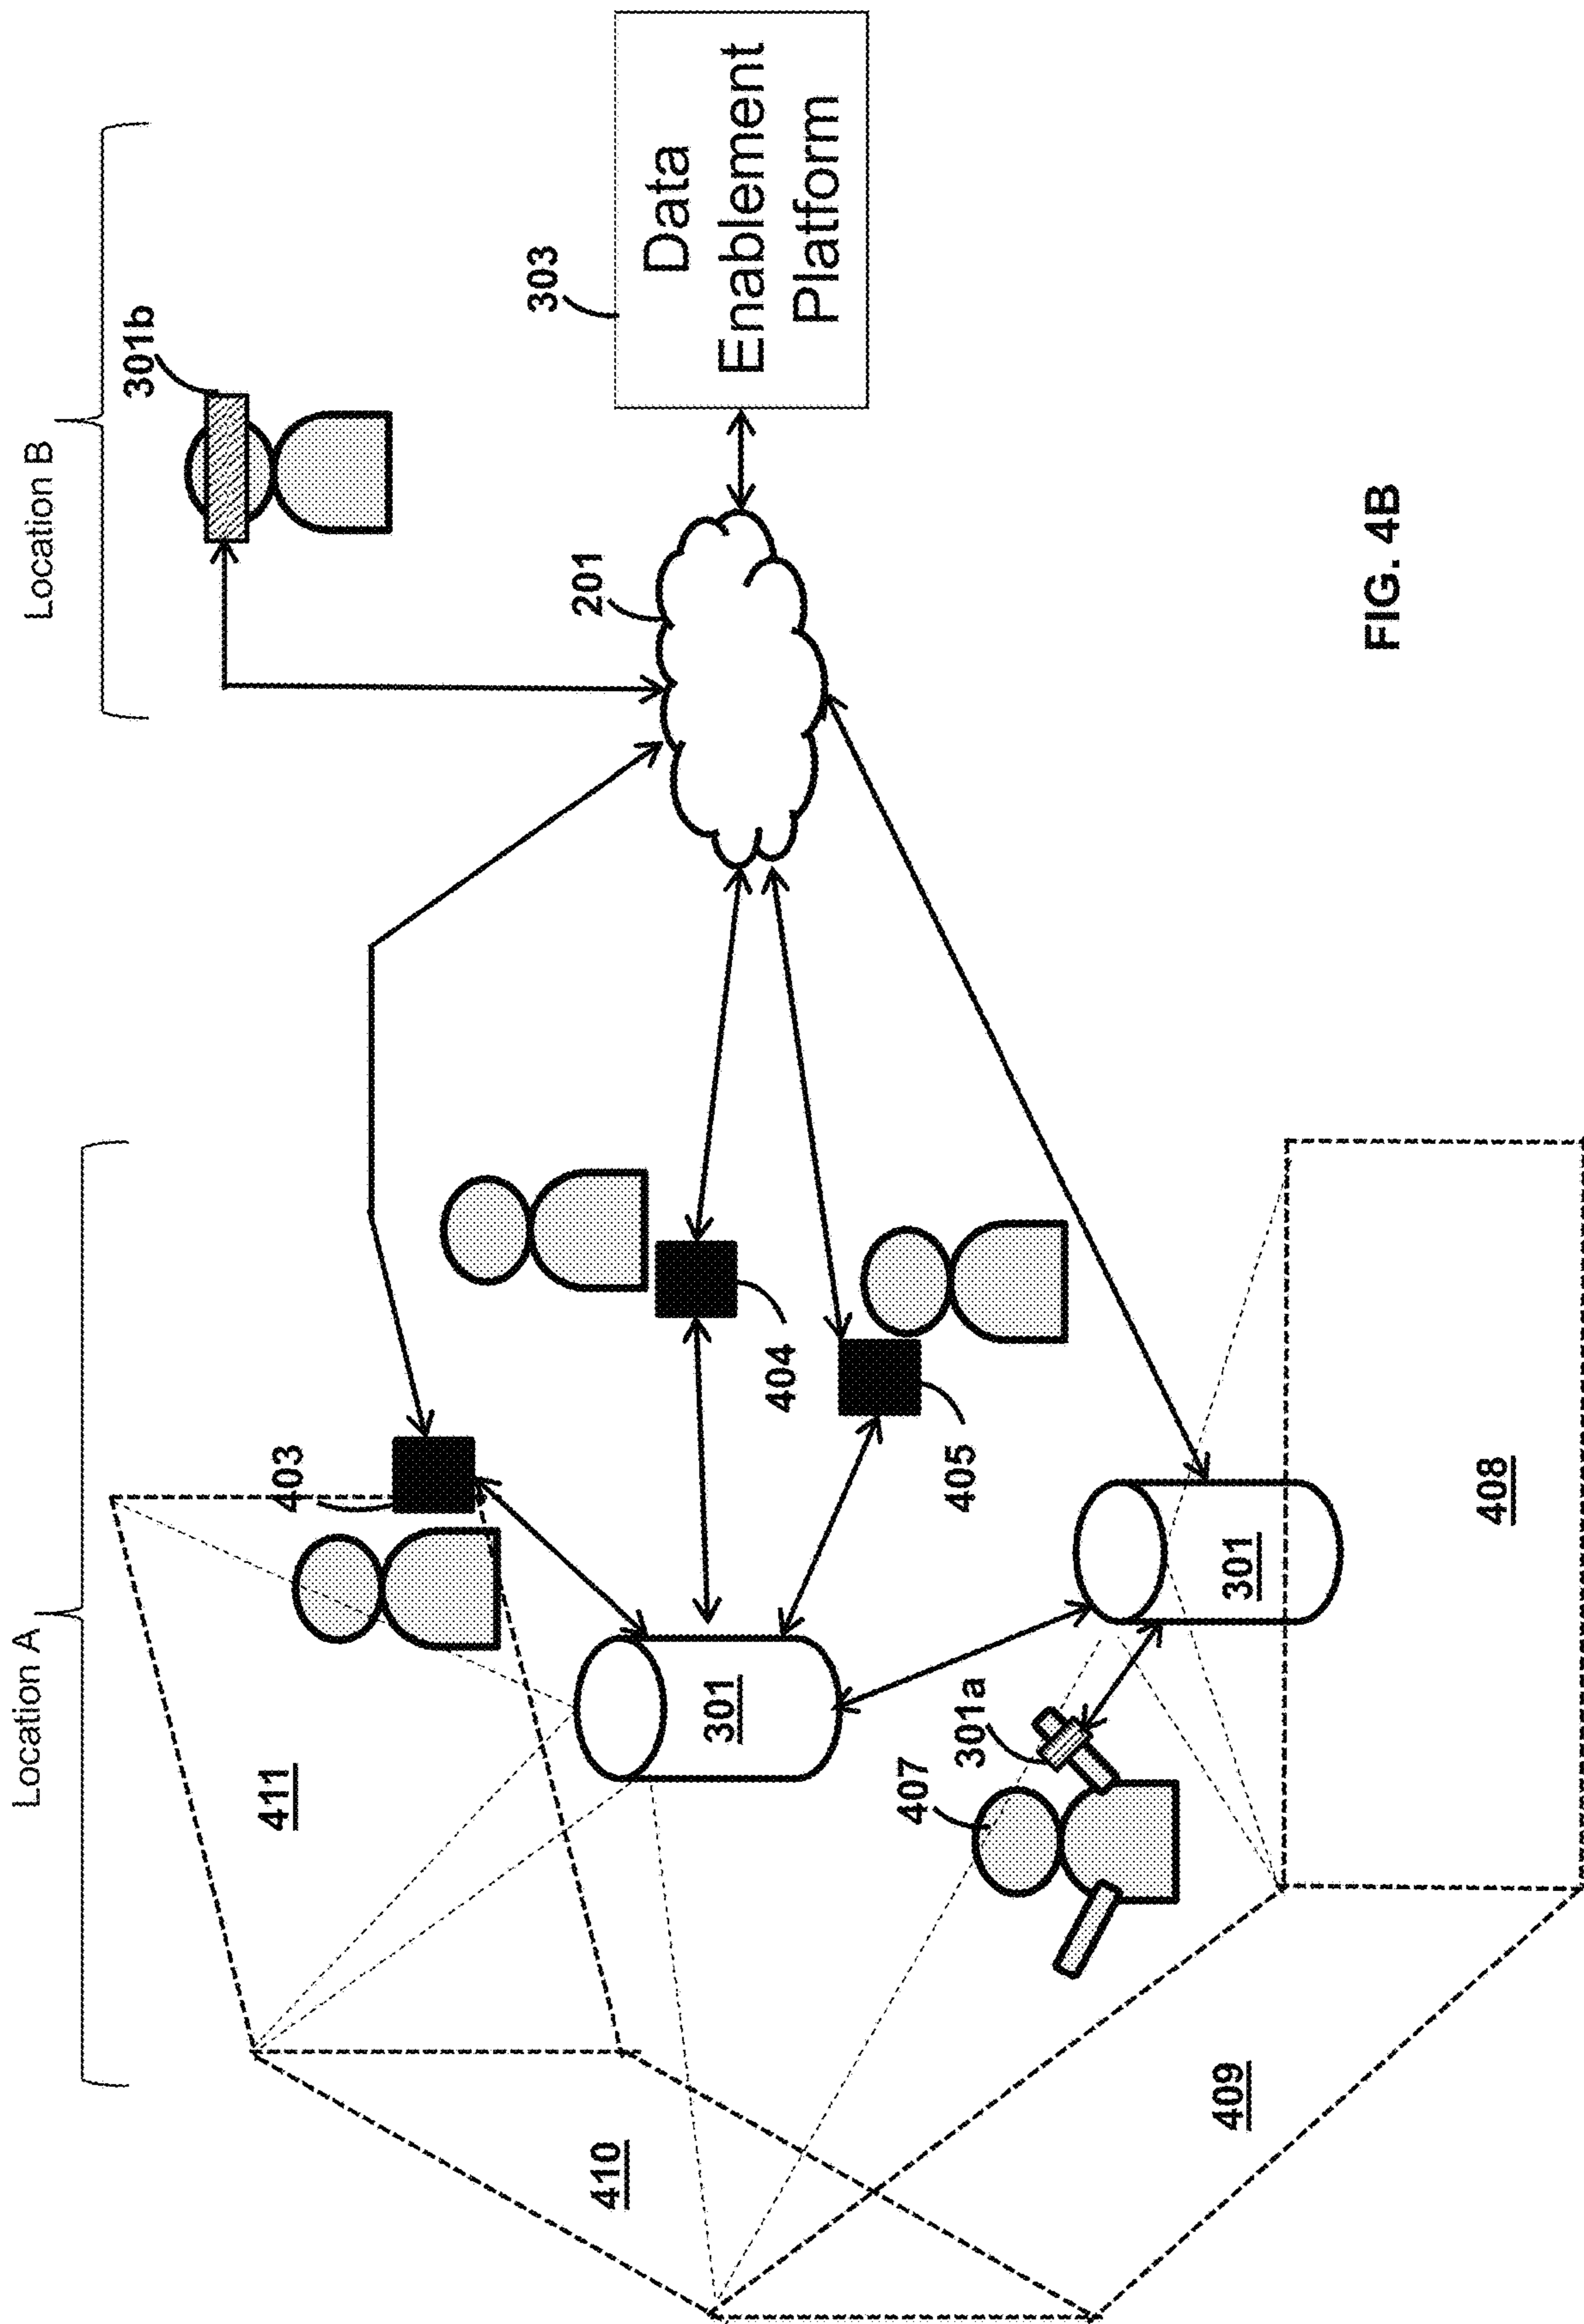 Location A
Location B
411
403
301b
410
301
404
201
303
Data
Enablement
Platform
405
407
301a
301
409
408
FIG. 4B